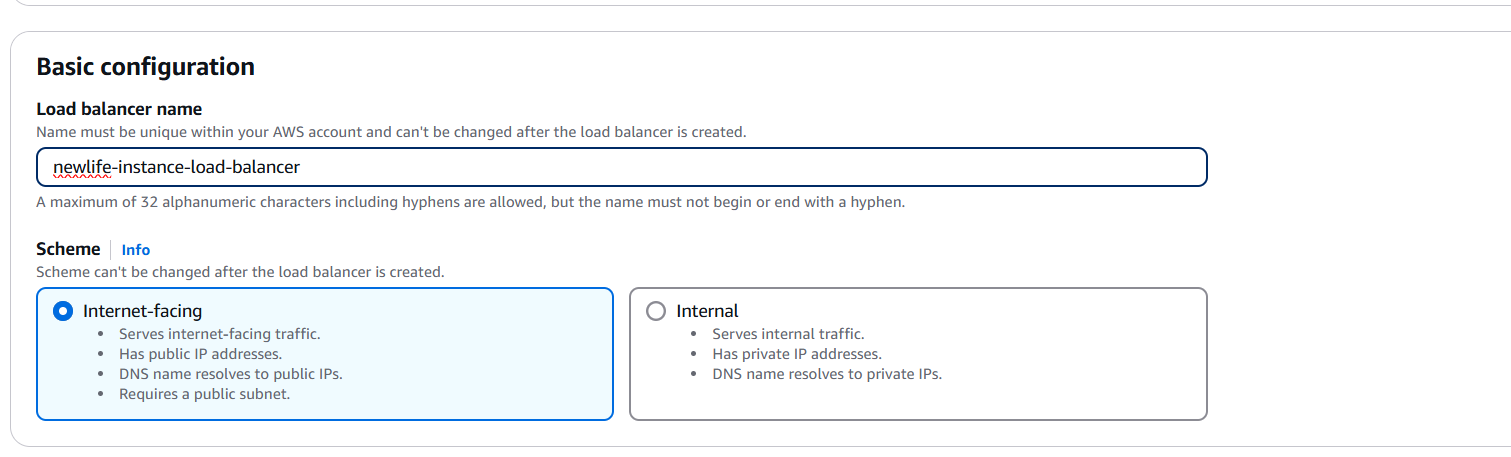 Basic configuration
Load balancer name
Name must be unique within your AWS account and can't be changed after the load balancer is created.
newlife-instance-load-balancer
A maximum of 32 alphanumeric characters including hyphens are allowed, but the name must not begin or end with a hyphen.
Scheme Info
Scheme can't be changed after the load balancer is created.
Internet-facing
• Serves internet-facing traffic.
• Has public IP addresses.
• DNS name resolves to public IPs.
• Requires a public subnet.
Internal
• Serves internal traffic.
• Has private IP addresses.
• DNS name resolves to private IPs.